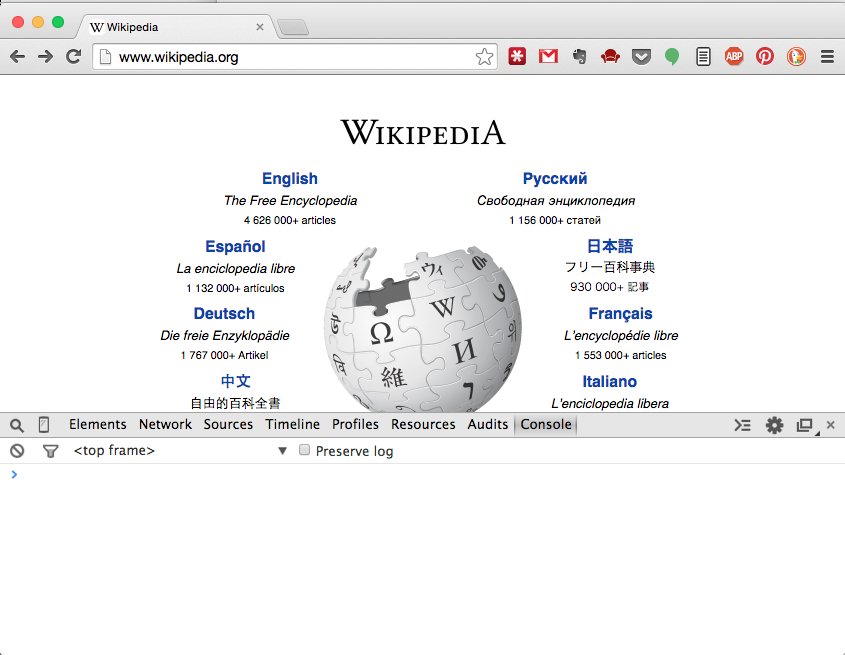 Wikipedia
www.wikipedia.org
ABP
WIKIPEDIA
English
The Free Encyclopedia
4 626 000+ articles
Русский
Свободная энциклопедия
1 156 000+ статей
Español
La enciclopedia libre
1 132 000+ artículos
日本語
フリー百科事典
930 000+ 記事
Deutsch
Die freie Enzyklopädie
1 767 000+ Artikel
Français
L'encyclopédie libre
1 553 000+ articles
中文
自由的百科全書
Italiano
L'enciclopedia libera
ウィ
W
Ω
И
維
Elements Network Sources Timeline Profiles Resources Audits Console
<top frame> Preserve log